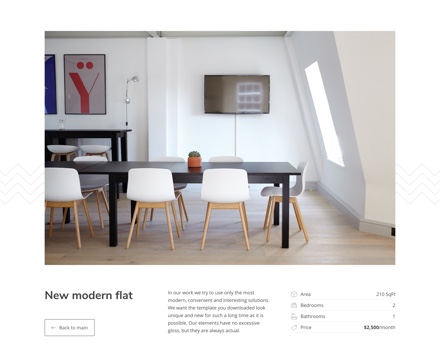 Ÿ
New modern flat
← Back to main
In our work we try to use only the most
modern, convenient and interesting solutions.
We want the template you downloaded look
unique and new for such a long time as it is
possible. Our elements have no excessive
gloss, but they are always actual.
Area 210 SqFt
Bedrooms 2
Bathrooms 1
Price $2,500/month